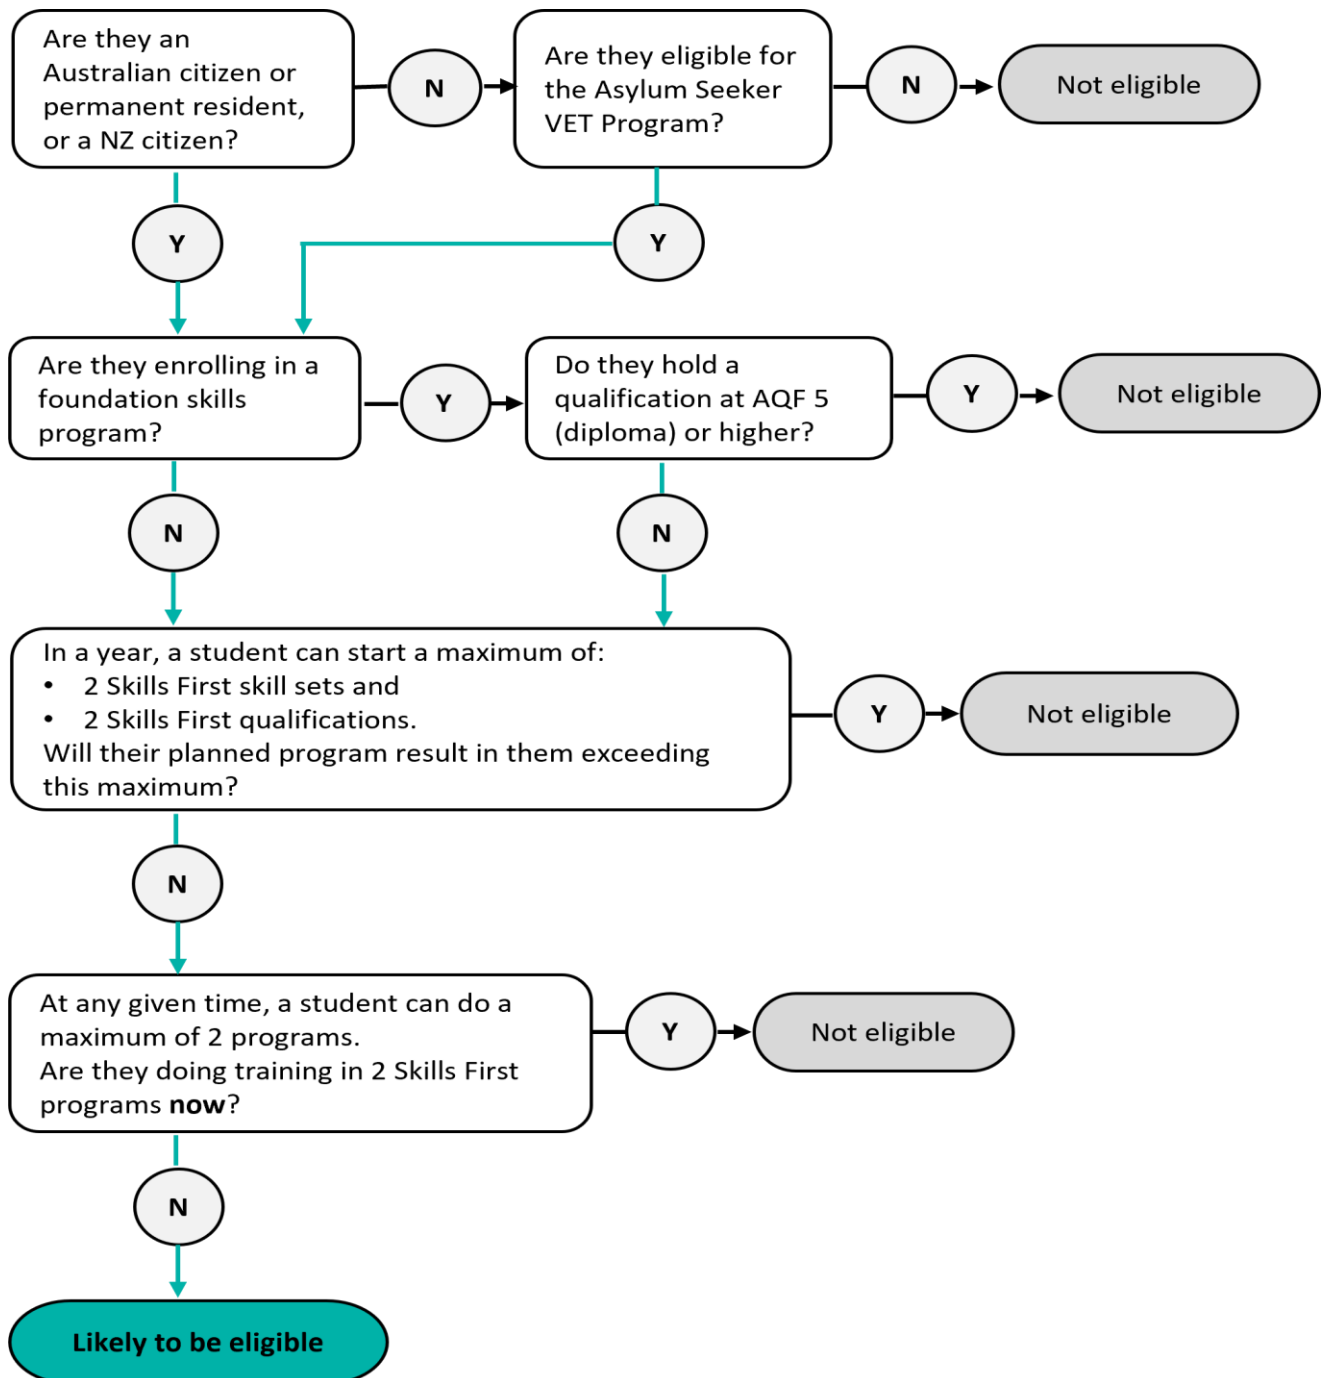 Are they an
Australian citizen or
permanent resident,
or a NZ citizen?
N
Are they eligible for
the Asylum Seeker
VET Program?
N
Not eligible
Y
Y
Are they enrolling in a
foundation skills
program?
Y
Do they hold a
qualification at AQF 5
(diploma) or higher?
Y
Not eligible
N
N
In a year, a student can start a maximum of:
• 2 Skills First skill sets and
• 2 Skills First qualifications.
Will their planned program result in them exceeding
this maximum?
Y
Not eligible
N
At any given time, a student can do a
maximum of 2 programs.
Are they doing training in 2 Skills First
programs now?
Y
Not eligible
N
Likely to be eligible